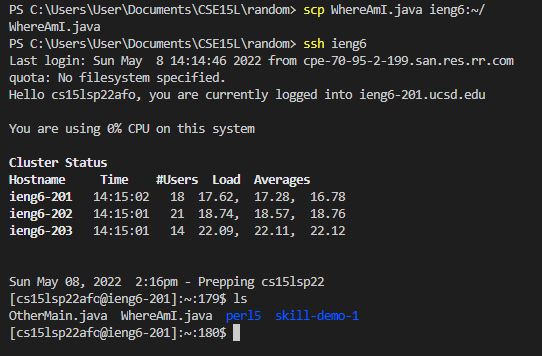 PS C:\Users\User\Documents\CSE15L\random> scp WhereAmI.java ieng6:~/
WhereAmI.java
PS C:\Users\User\Documents\CSE15L\random> ssh ieng6
Last login: Sun May  8 14:14:46 2022 from cpe-70-95-2-199.san.res.rr.com
quota: No filesystem specified.
Hello cs15lsp22afo, you are currently logged into ieng6-201.ucsd.edu
You are using 0% CPU on this system
Cluster Status
Hostname     Time    #Users  Load  Averages
ieng6-201   14:15:02   18  17.62,  17.28,  16.78
ieng6-202   14:15:01   21  18.74,  18.57,  18.76
ieng6-203   14:15:01   14  22.09,  22.11,  22.12
Sun May 08, 2022  2:16pm - Prepping cs15lsp22
[cs15lsp22afo@ieng6-201]:~:179$ ls
OtherMain.java  WhereAmI.java  perl5  skill-demo-1
[cs15lsp22afo@ieng6-201]:~:180$